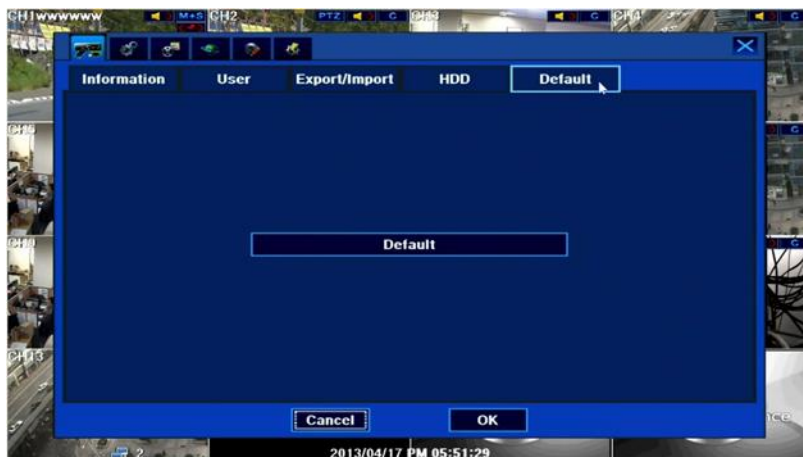 CH1wwwwww M+S CH2 PTZ C CH3 C CH4 C
Information User Export/Import HDD Default
CH5 C
Default
C
CH13
Cancel OK
2 2013/04/17 PM 05:51:29